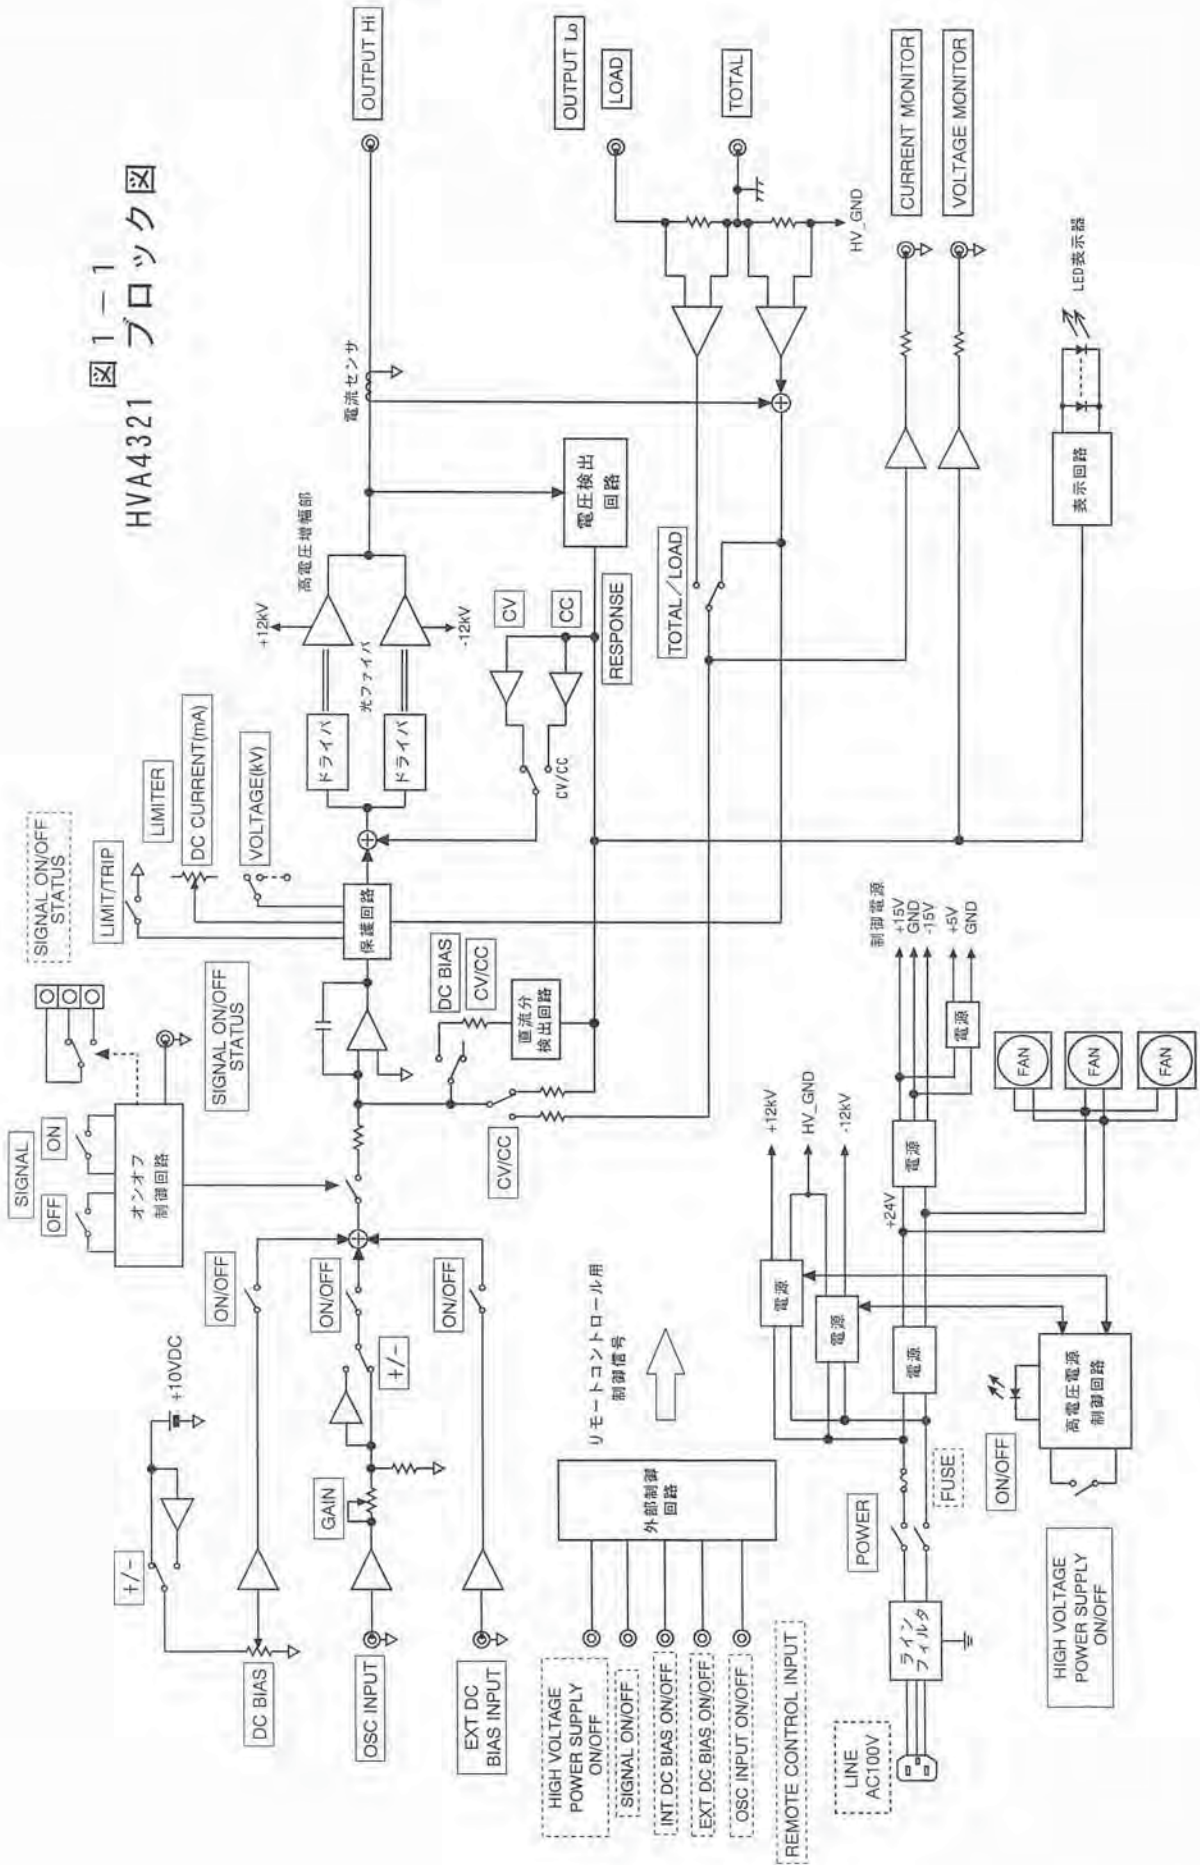 図1－1
HVA4321 ブロック図
SIGNAL
OFF
ON
オンオフ
制御回路
SIGNAL ON/OFF
STATUS
SIGNAL ON/OFF
STATUS
LIMIT/TRIP
LIMITER
DC CURRENT(mA)
VOLTAGE(kV)
+/-
+10VDC
DC BIAS
ON/OFF
OSC INPUT
GAIN
+/-
ON/OFF
EXT DC
BIAS INPUT
ON/OFF
保護回路
ドライバ
ドライバ
光ファイバ
+12kV
高電圧増幅部
-12kV
電流センサ
OUTPUT Hi
DC BIAS
CV/CC
直流分
検出回路
CV/CC
CV
CC
CV/CC
RESPONSE
電圧検出
回路
OUTPUT Lo
LOAD
TOTAL
HV_GND
TOTAL/LOAD
CURRENT MONITOR
VOLTAGE MONITOR
表示回路
LED表示器
HIGH VOLTAGE
POWER SUPPLY
ON/OFF
SIGNAL ON/OFF
INT DC BIAS ON/OFF
EXT DC BIAS ON/OFF
OSC INPUT ON/OFF
REMOTE CONTROL INPUT
外部制御
回路
リモートコントロール用
制御信号
LINE
AC100V
ライン
フィルタ
POWER
FUSE
電源
電源
電源
+12kV
HV_GND
-12kV
+24V
電源
制御電源
+15V
GND
-15V
電源
+5V
GND
FAN
FAN
FAN
HIGH VOLTAGE
POWER SUPPLY
ON/OFF
ON/OFF
高電圧電源
制御回路